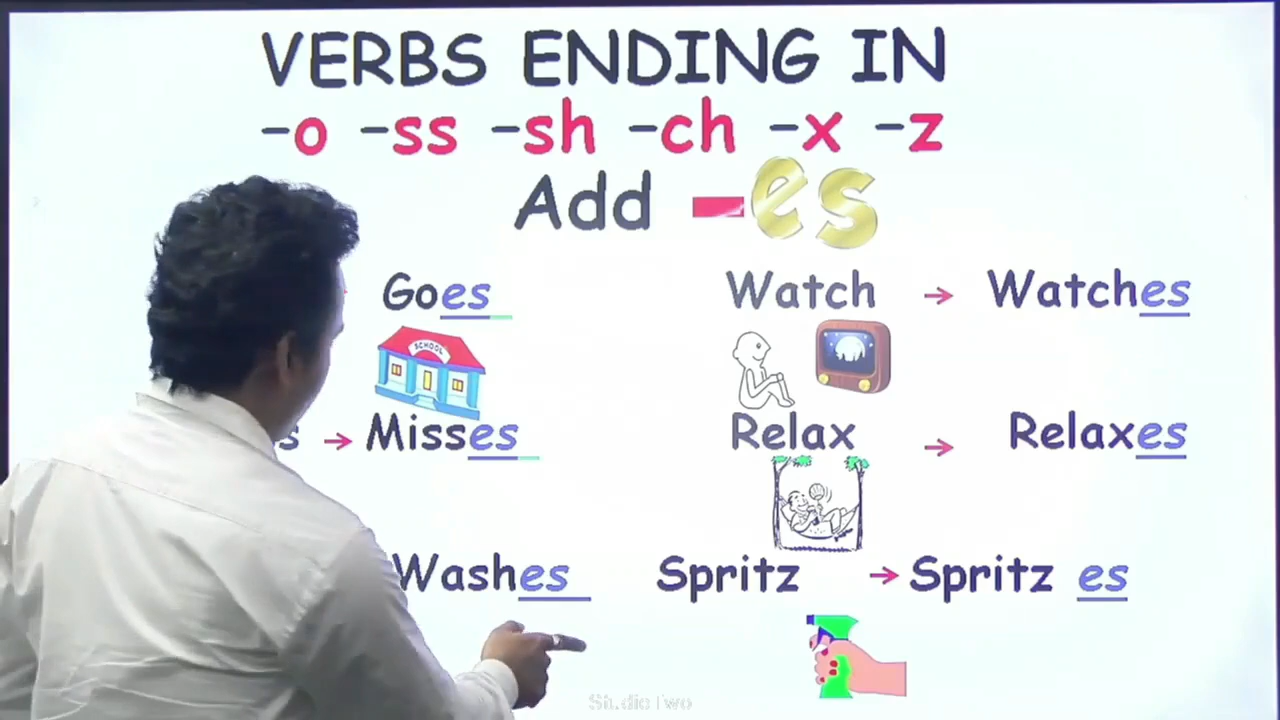 VERBS ENDING IN
-o -ss -sh -ch -x -z
Add -es
Goes
Watch → Watches
SCHOOL
s → Misses
Relax → Relaxes
Washes
Spritz → Spritz es